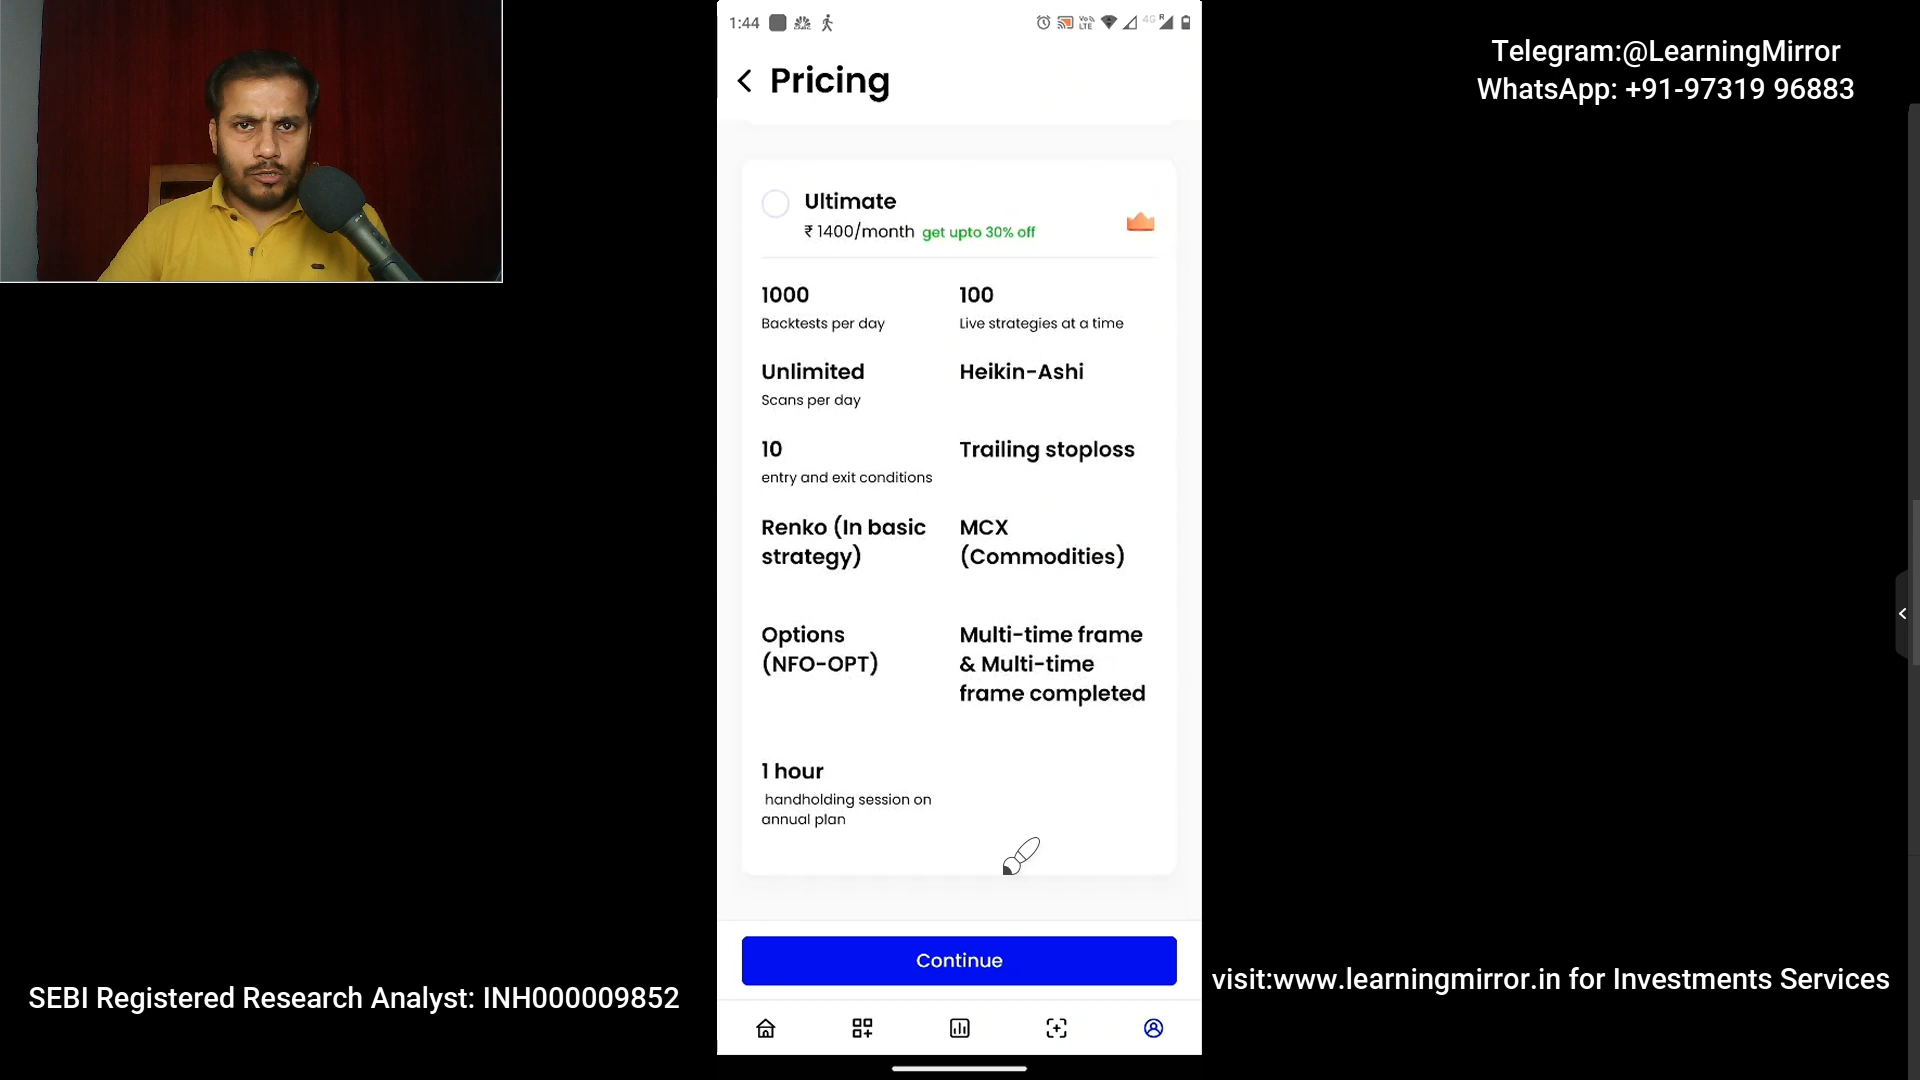 1:44
Vo)) LTE
4G
R
Pricing
Telegram:@LearningMirror
WhatsApp: +91-97319 96883
Ultimate
₹ 1400/month get upto 30% off
1000
Backtests per day
100
Live strategies at a time
Unlimited
Scans per day
Heikin-Ashi
10
entry and exit conditions
Trailing stoploss
Renko (In basic
strategy)
MCX
(Commodities)
Options
(NFO-OPT)
Multi-time frame
& Multi-time
frame completed
1 hour
handholding session on
annual plan
Continue
SEBI Registered Research Analyst: INH000009852
visit:www.learningmirror.in for Investments Services